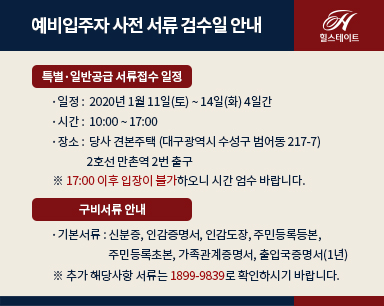 예비입주자 사전 서류 검수일 안내
힐스테이트
특별·일반공급 서류접수 일정
· 일정 : 2020년 1월 11일(토) ~ 14일(화) 4일간
· 시간 : 10:00 ~ 17:00
· 장소 : 당사 견본주택 (대구광역시 수성구 범어동 217-7)
2호선 만촌역 2번 출구
※ 17:00 이후 입장이 불가하오니 시간 엄수 바랍니다.
구비서류 안내
· 기본서류 : 신분증, 인감증명서, 인감도장, 주민등록등본,
주민등록초본, 가족관계증명서, 출입국증명서(1년)
※ 추가 해당사항 서류는 1899-9839로 확인하시기 바랍니다.